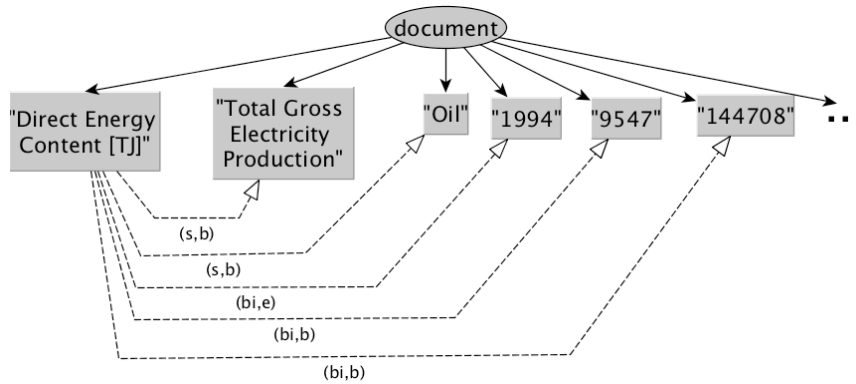 document
"Direct Energy
Content [TJ]"
"Total Gross
Electricity
Production"
"Oil"
"1994"
"9547"
"144708"
..
(s,b)
(s,b)
(bi,e)
(bi,b)
(bi,b)